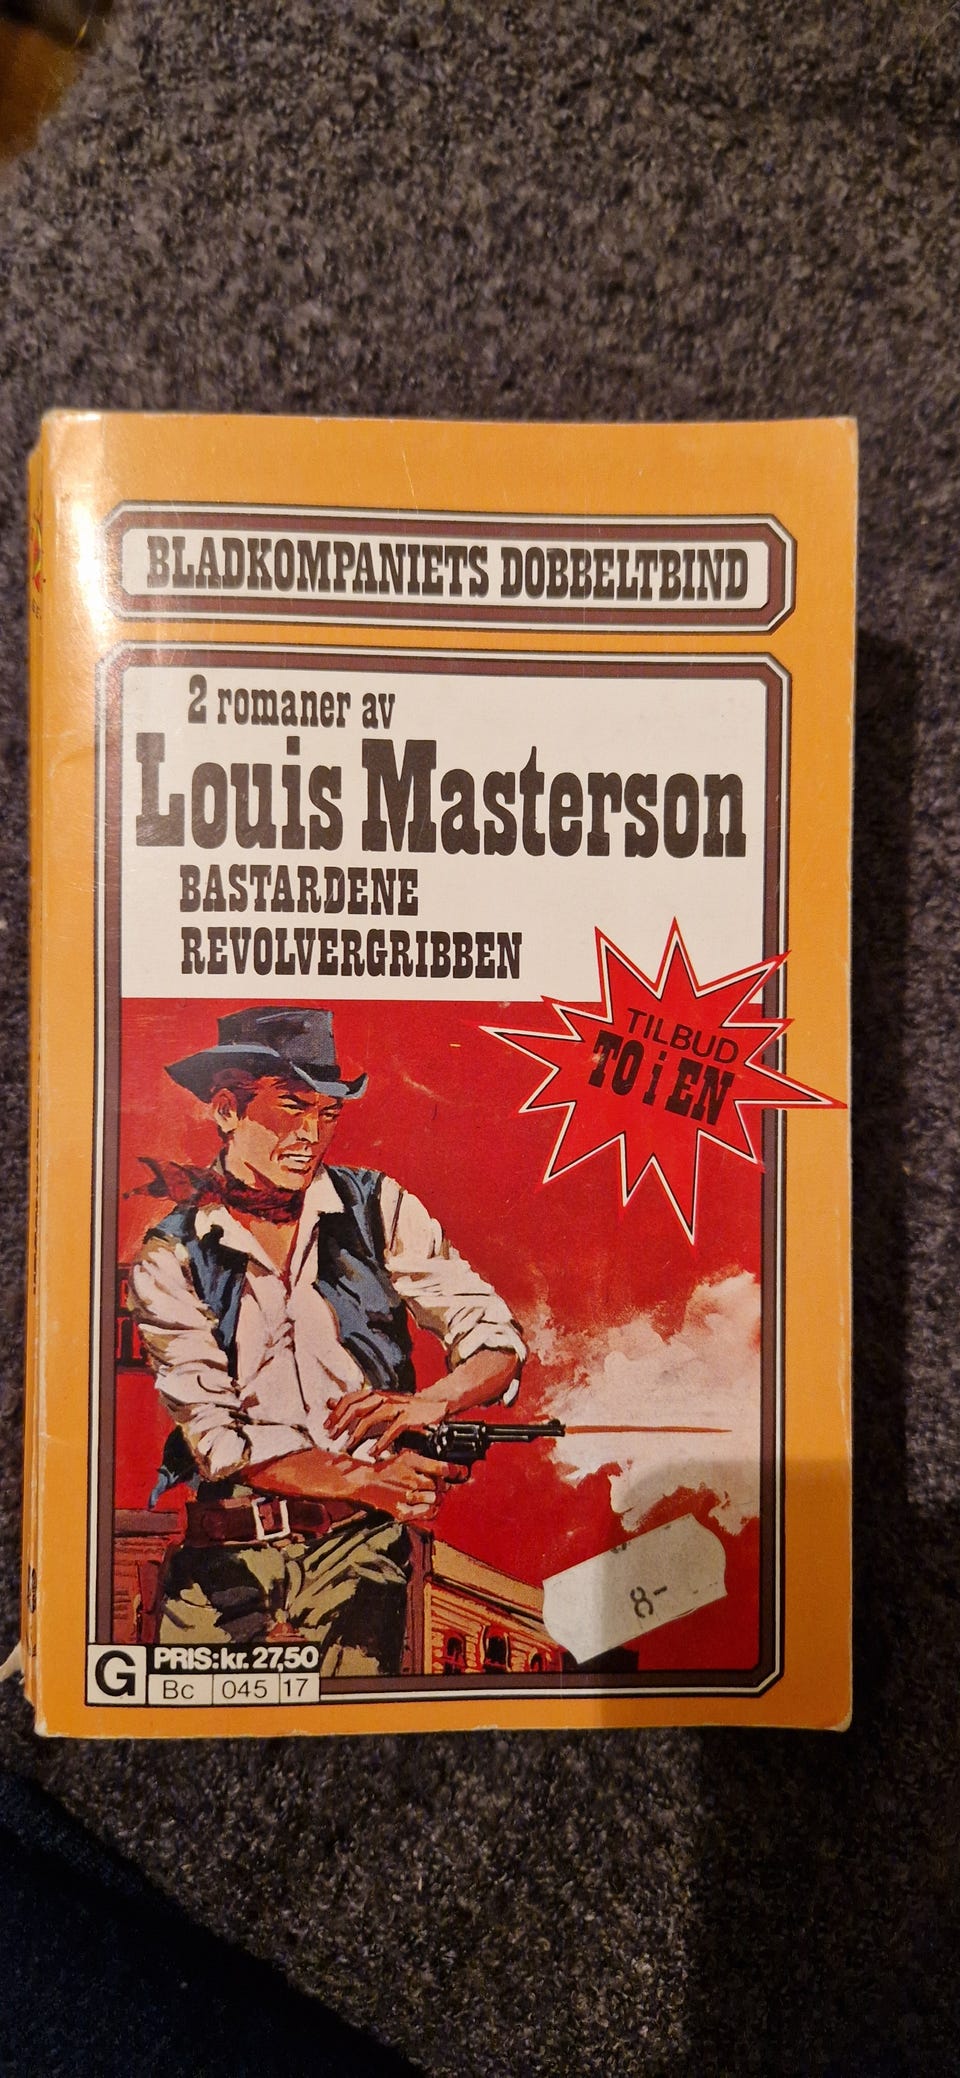 BLADKOMPANIETS DOBBELTBIND
2 romaner av
Louis Masterson
BASTARDENE
REVOLVERGRIBBEN
TILBUD
TO i EN
8-
G
PRIS: kr. 27,50
Bc 045 17